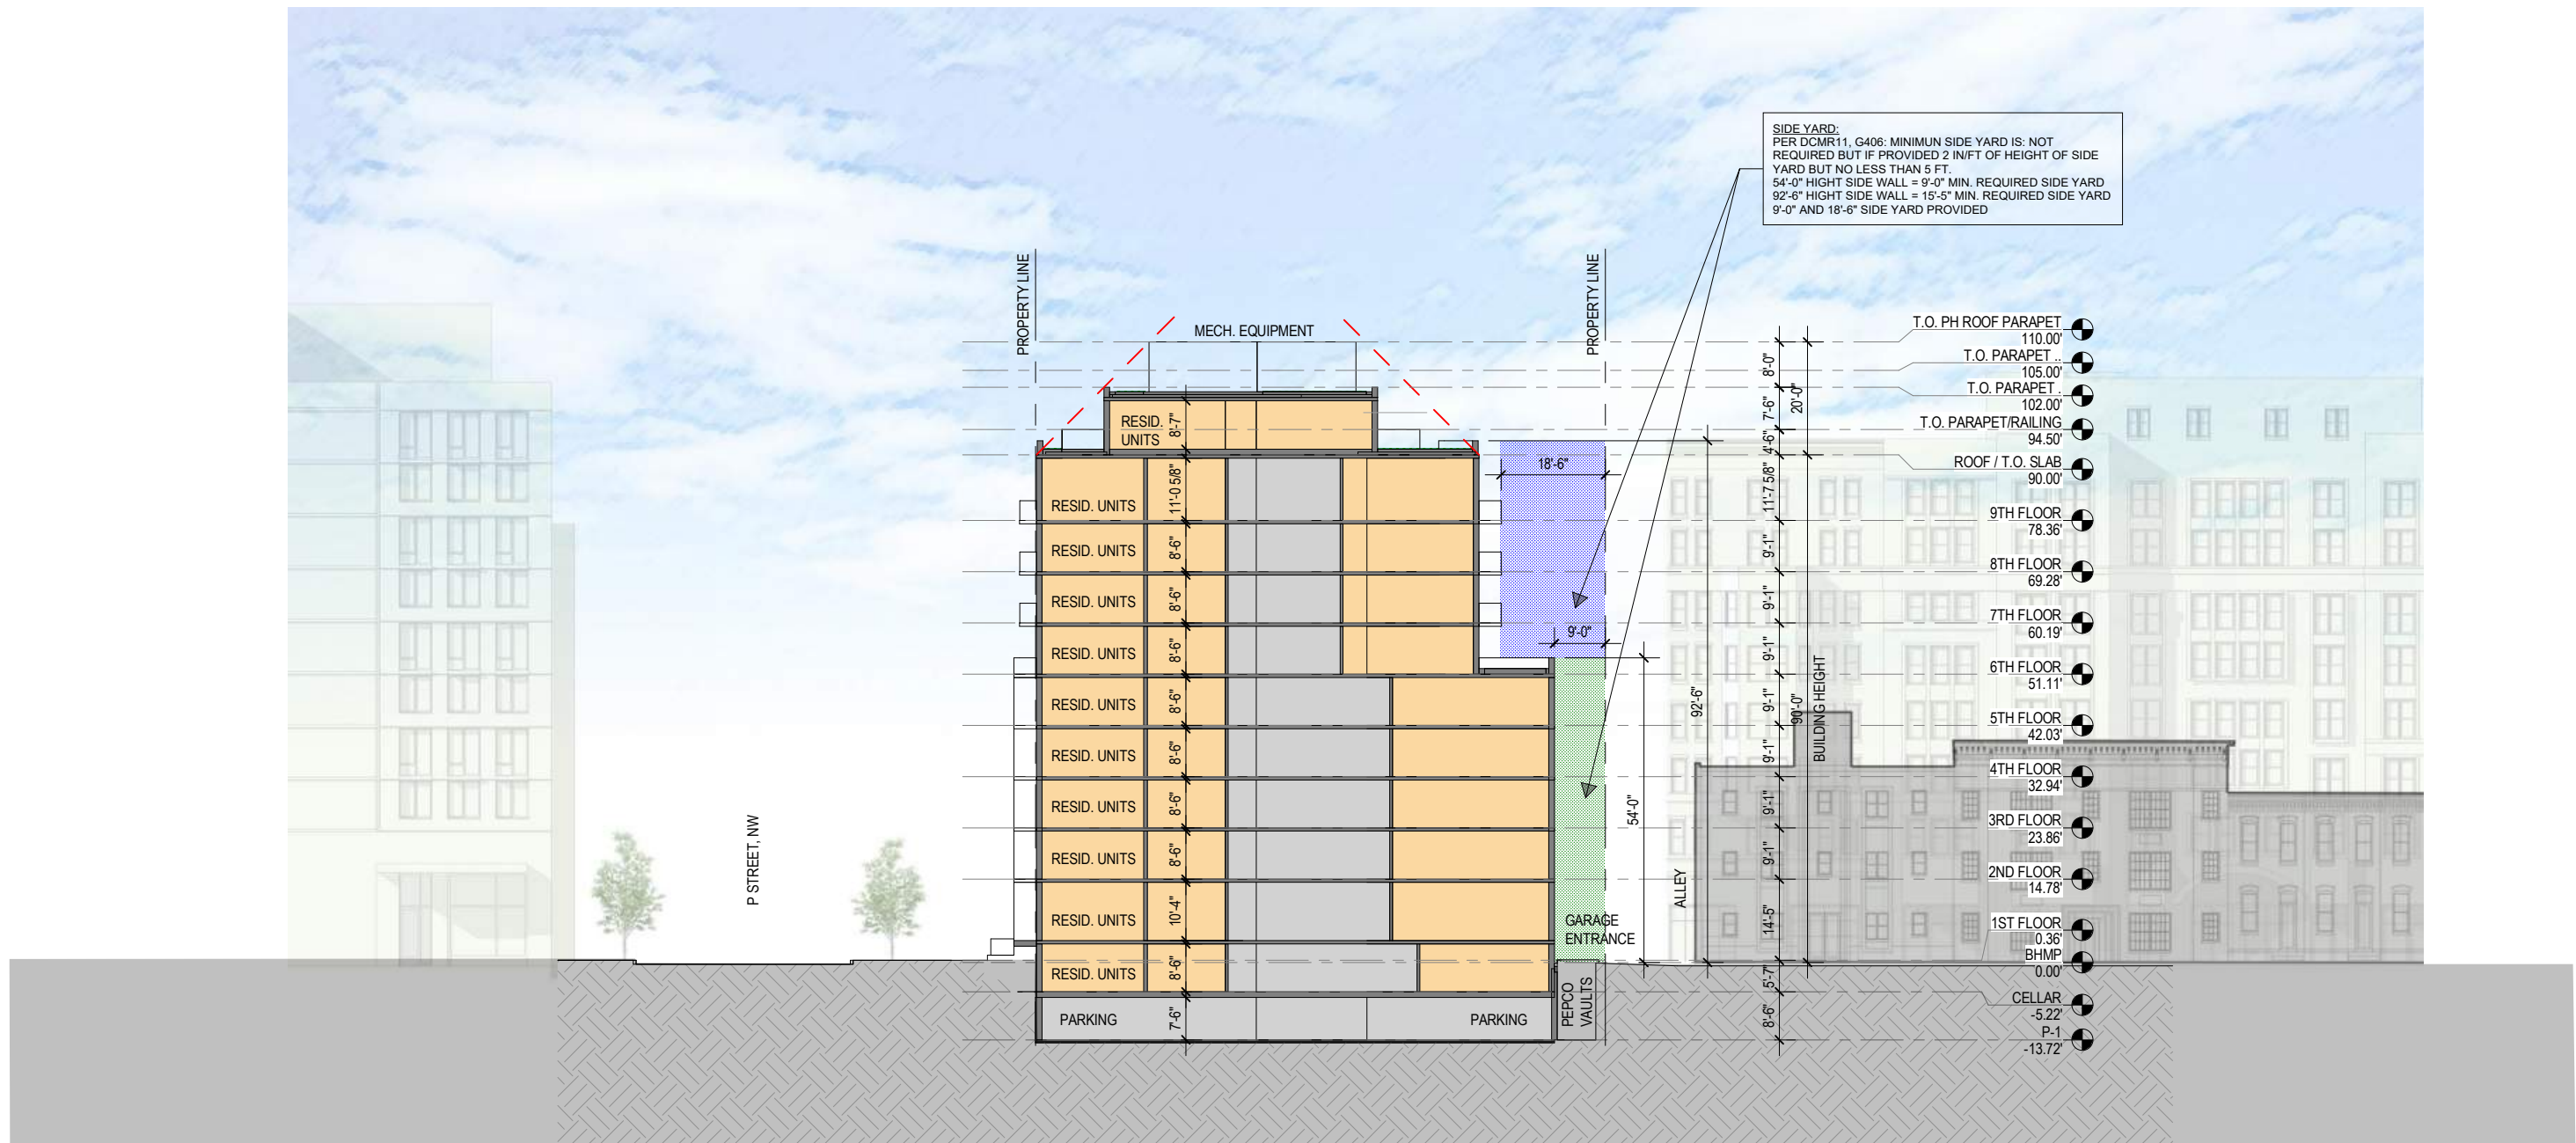 SIDE YARD:
PER DCMR11, G406: MINIMUN SIDE YARD IS: NOT
REQUIRED BUT IF PROVIDED 2 IN/FT OF HEIGHT OF SIDE
YARD BUT NO LESS THAN 5 FT.
54'-0" HIGHT SIDE WALL = 9'-0" MIN. REQUIRED SIDE YARD
92'-6" HIGHT SIDE WALL = 15'-5" MIN. REQUIRED SIDE YARD
9'-0" AND 18'-6" SIDE YARD PROVIDED
PROPERTY LINE
PROPERTY LINE
MECH. EQUIPMENT
RESID.
UNITS
8'-7"
RESID. UNITS
11'-0 5/8"
RESID. UNITS
8'-6"
RESID. UNITS
8'-6"
RESID. UNITS
8'-6"
RESID. UNITS
8'-6"
RESID. UNITS
8'-6"
RESID. UNITS
8'-6"
RESID. UNITS
8'-6"
RESID. UNITS
10'-4"
RESID. UNITS
8'-6"
PARKING
7'-6"
PARKING
P STREET, NW
18'-6"
9'-0"
GARAGE
ENTRANCE
PEPCO
VAULTS
54'-0"
ALLEY
92'-6"
8'-0"
7'-6"
4'-6"
11'-7 5/8"
9'-1"
9'-1"
9'-1"
9'-1"
9'-1"
9'-1"
9'-1"
14'-5"
5'-7"
8'-6"
20'-0"
90'-0"
BUILDING HEIGHT
T.O. PH ROOF PARAPET
110.00'
T.O. PARAPET ..
105.00'
T.O. PARAPET .
102.00'
T.O. PARAPET/RAILING
94.50'
ROOF / T.O. SLAB
90.00'
9TH FLOOR
78.36'
8TH FLOOR
69.28'
7TH FLOOR
60.19'
6TH FLOOR
51.11'
5TH FLOOR
42.03'
4TH FLOOR
32.94'
3RD FLOOR
23.86'
2ND FLOOR
14.78'
1ST FLOOR
0.36'
BHMP
0.00'
CELLAR
-5.22'
P-1
-13.72'